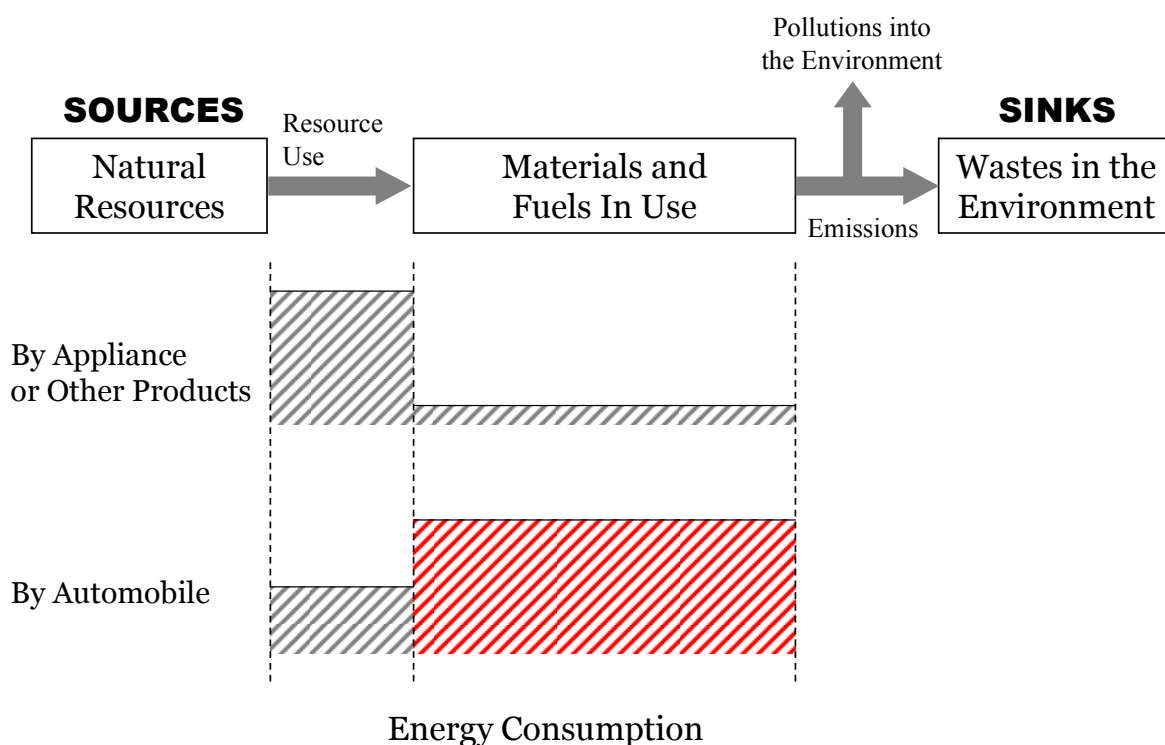 Pollutions into
the Environment
SOURCES
SINKS
Resource
Use
Natural
Resources
Materials and
Fuels In Use
Wastes in the
Environment
Emissions
By Appliance
or Other Products
By Automobile
Energy Consumption